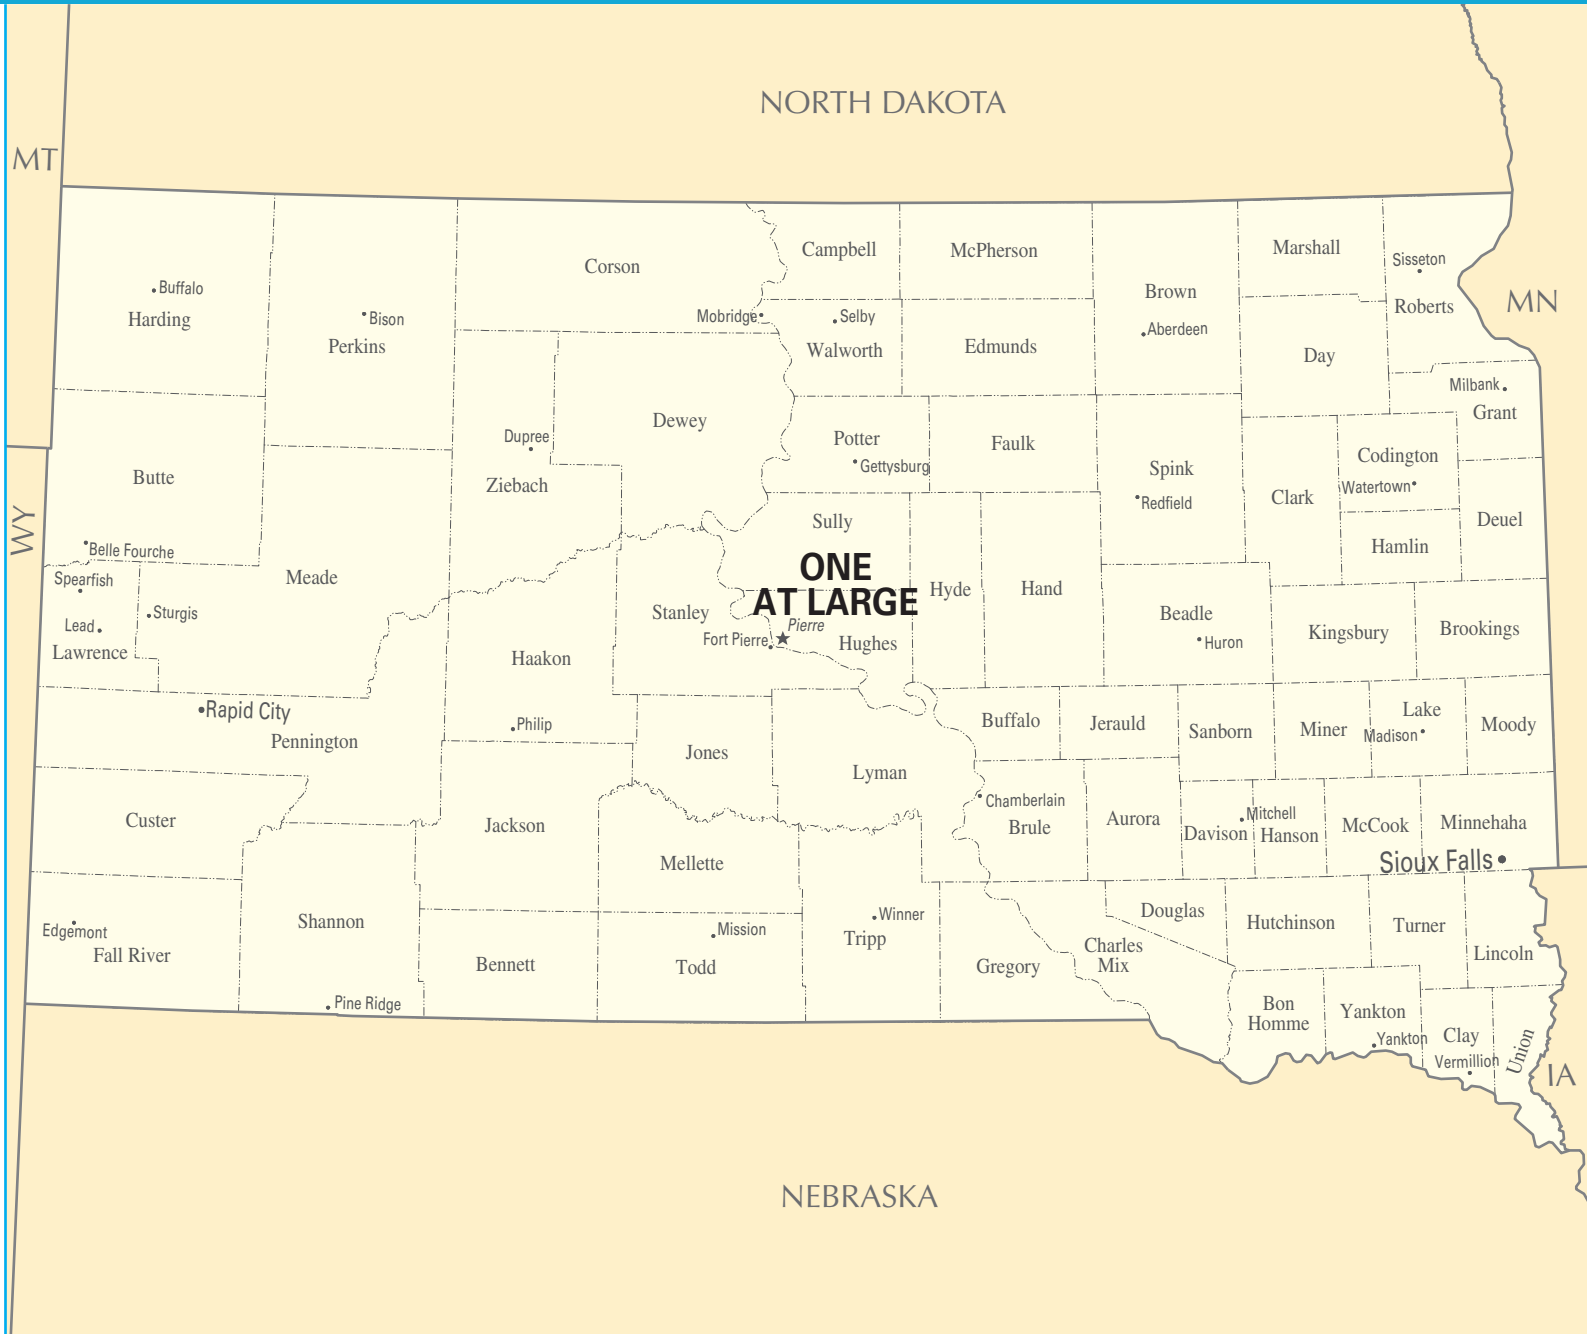 NORTH DAKOTA
MT
Campbell
McPherson
Marshall
Corson
Sisseton
Buffalo
Brown
MN
Harding
Bison
Mobridge
Selby
Roberts
Perkins
Walworth
Edmunds
Aberdeen
Day
Milbank
Grant
Dewey
Dupree
Potter
Gettysburg
Faulk
Codington
Butte
Ziebach
Spink
Redfield
Clark
Watertown
WY
Sully
Deuel
Belle Fourche
Hamlin
Spearfish
Meade
ONE
AT LARGE
Hyde
Hand
Sturgis
Stanley
Beadle
Lead
Pierre
Kingsbury
Brookings
Lawrence
Fort Pierre
Hughes
Huron
Haakon
Rapid City
Philip
Buffalo
Jerauld
Sanborn
Miner
Lake
Madison
Moody
Pennington
Jones
Lyman
Chamberlain
Custer
Jackson
Brule
Aurora
Mitchell
Davison
Hanson
McCook
Minnehaha
Mellette
Sioux Falls
Shannon
Winner
Douglas
Hutchinson
Turner
Edgemont
Mission
Tripp
Fall River
Bennett
Todd
Gregory
Charles
Mix
Lincoln
Pine Ridge
Bon
Homme
Yankton
Yankton
Clay
Vermillion
Union
IA
NEBRASKA